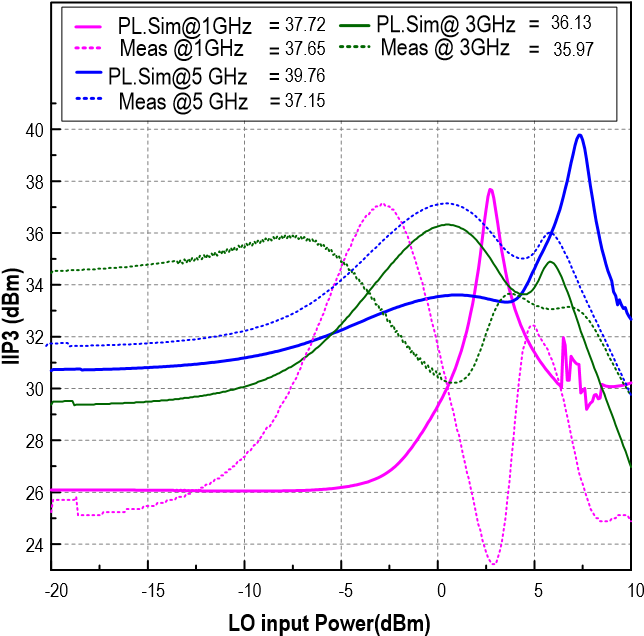 PL.Sim@1GHz = 37.72
PL.Sim@ 3GHz = 36.13
Meas @1GHz = 37.65
Meas @ 3GHz = 35.97
PL.Sim@5 GHz = 39.76
Meas @5 GHz = 37.15
40
38
36
34
32
30
28
26
24
IIP3 (dBm)
-20 -15 -10 -5 0 5 10
LO input Power(dBm)